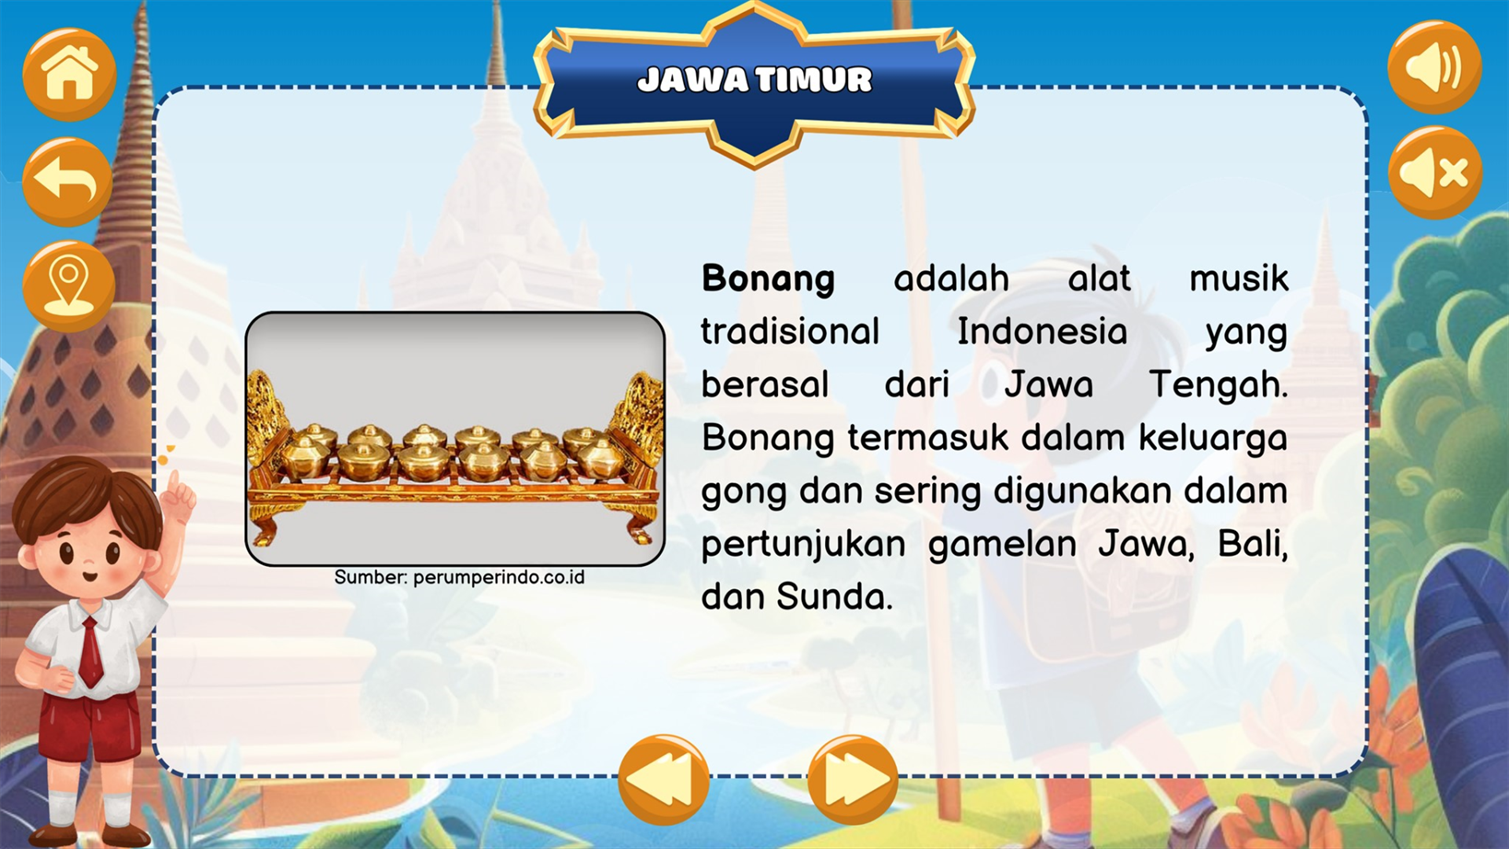 JAWA TIMUR
Bonang adalah alat musik
tradisional Indonesia yang
berasal dari Jawa Tengah.
Bonang termasuk dalam keluarga
gong dan sering digunakan dalam
pertunjukan gamelan Jawa, Bali,
dan Sunda.
Sumber: perumperindo.co.id